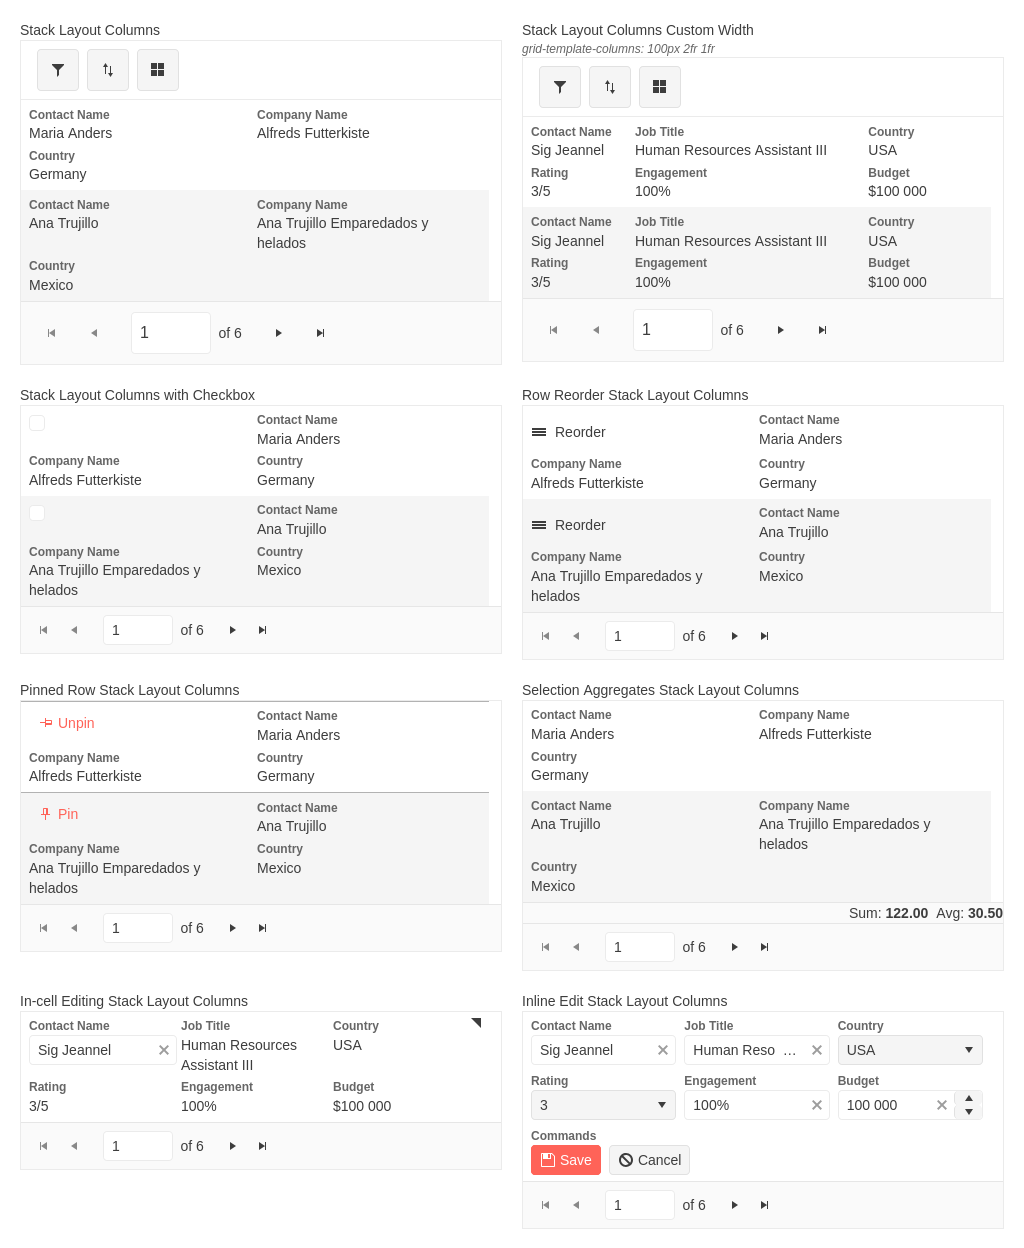 Stack Layout Columns
Contact Name Company Name
Maria Anders Alfreds Futterkiste
Country
Germany
Contact Name Company Name
Ana Trujillo Ana Trujillo Emparedados y
helados
Country
Mexico
1 of 6
Stack Layout Columns Custom Width
grid-template-columns: 100px 2fr 1fr
Contact Name Job Title Country
Sig Jeannel Human Resources Assistant III USA
Rating Engagement Budget
3/5 100% $100 000
Contact Name Job Title Country
Sig Jeannel Human Resources Assistant III USA
Rating Engagement Budget
3/5 100% $100 000
1 of 6
Stack Layout Columns with Checkbox
Contact Name
Maria Anders
Company Name Country
Alfreds Futterkiste Germany
Contact Name
Ana Trujillo
Company Name Country
Ana Trujillo Emparedados y Mexico
helados
1 of 6
Row Reorder Stack Layout Columns
Contact Name
Reorder Maria Anders
Company Name Country
Alfreds Futterkiste Germany
Contact Name
Reorder Ana Trujillo
Company Name Country
Ana Trujillo Emparedados y Mexico
helados
1 of 6
Pinned Row Stack Layout Columns
Contact Name
Unpin Maria Anders
Company Name Country
Alfreds Futterkiste Germany
Contact Name
Pin Ana Trujillo
Company Name Country
Ana Trujillo Emparedados y Mexico
helados
1 of 6
Selection Aggregates Stack Layout Columns
Contact Name Company Name
Maria Anders Alfreds Futterkiste
Country
Germany
Contact Name Company Name
Ana Trujillo Ana Trujillo Emparedados y
helados
Country
Mexico
Sum: 122.00 Avg: 30.50
1 of 6
In-cell Editing Stack Layout Columns
Contact Name Job Title Country
Sig Jeannel Human Resources USA
Assistant III
Rating Engagement Budget
3/5 100% $100 000
1 of 6
Inline Edit Stack Layout Columns
Contact Name Job Title Country
Sig Jeannel Human Reso ... USA
Rating Engagement Budget
3 100% 100 000
Commands
Save Cancel
1 of 6